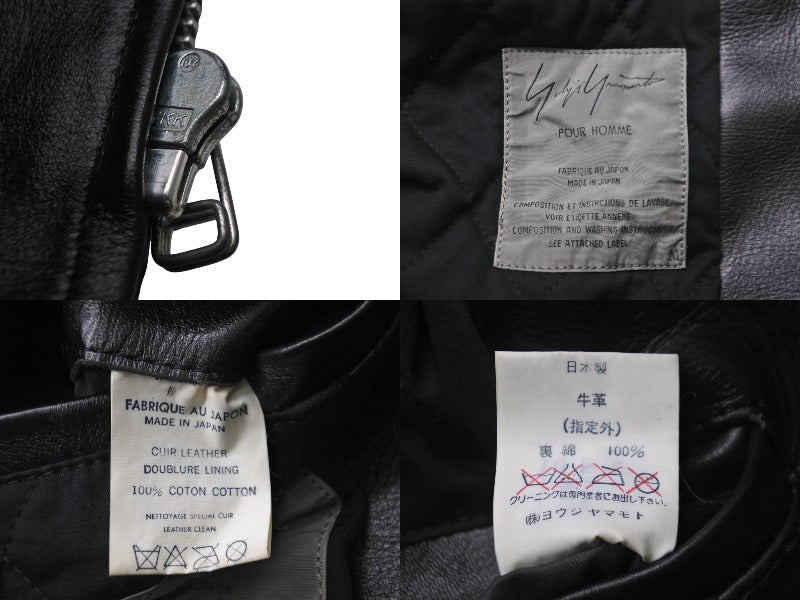 YKK
Yohji Yamamoto
POUR HOMME
FABRIQUE AU JAPON
MADE IN JAPAN
COMPOSITION ET INSTRCTIONS DE LAVAGE
VOIR ETIQETTE ANNEXE.
COMPOSITION AND WASHING INSTRUCTIONS
SEE ATTACHED LABEL
M
FABRIQUE AU JAPON
MADE IN JAPAN
CUIR LEATHER
DOUBLURE LINING
100% COTON COTTON
NETTOYAGE SPECIAL CUIR
LEATHER CLEAN
日本製
牛革
(指定外)
裏 綿 100%
クリーニングは専門業者にお出し下さい。
㈱ヨウジヤマモト